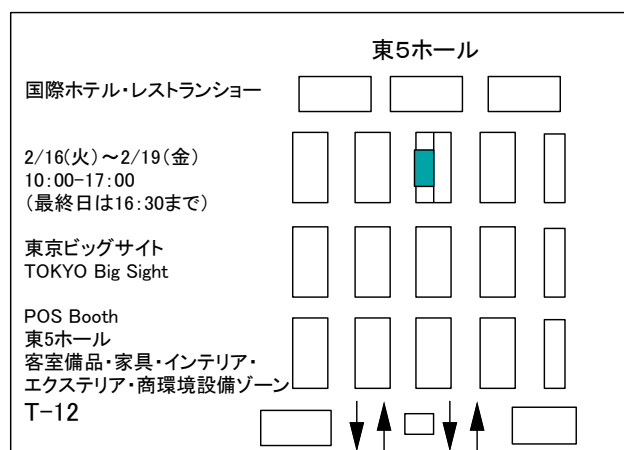 東5ホール
国際ホテル・レストランショー
2/16(火)～2/19(金)
10:00-17:00
(最終日は16:30まで)
東京ビッグサイト
TOKYO Big Sight
POS Booth
東5ホール
客室備品・家具・インテリア・
エクステリア・商環境設備ゾーン
T-12